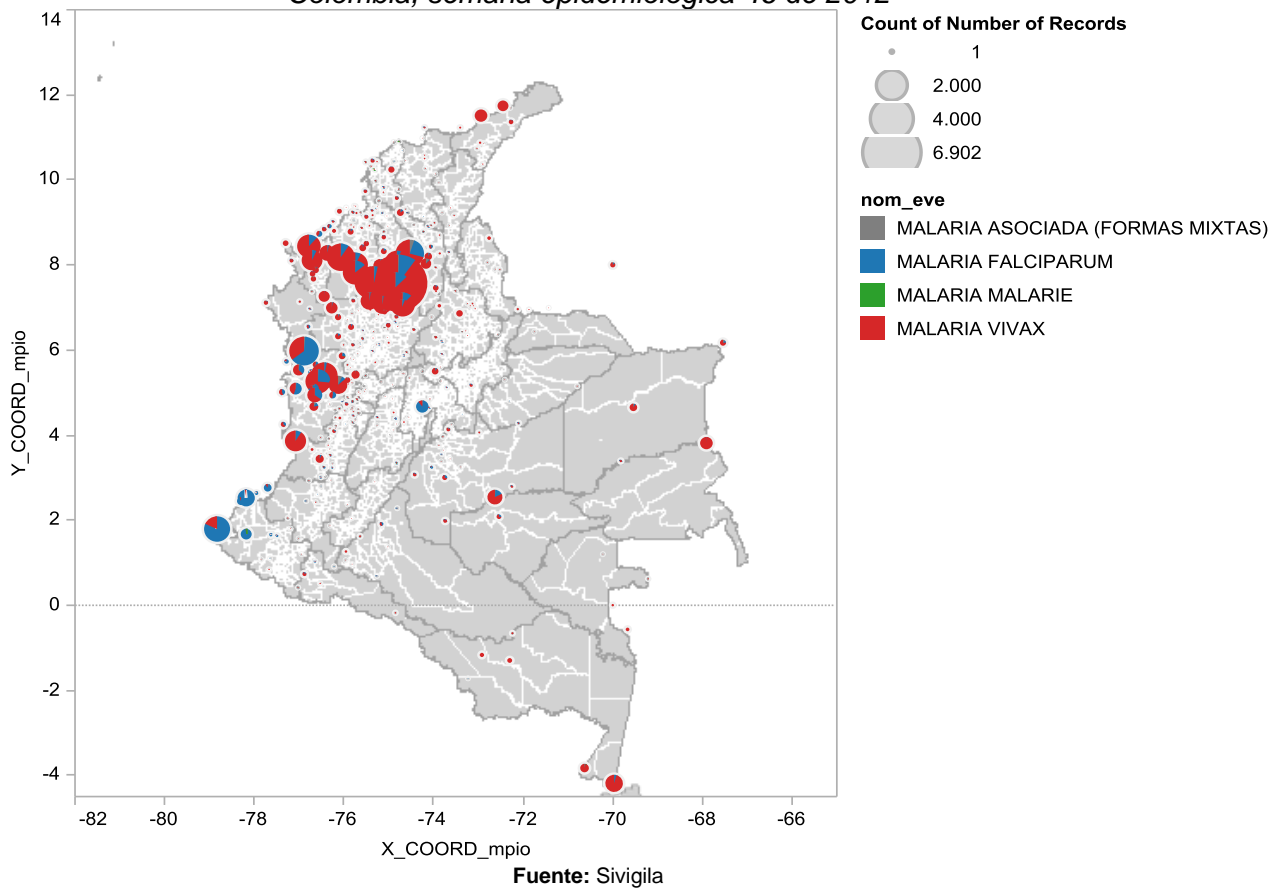 Count of Number of Records
1
2.000
4.000
6.902
nom_eve
MALARIA ASOCIADA (FORMAS MIXTAS)
MALARIA FALCIPARUM
MALARIA MALARIE
MALARIA VIVAX
Y_COORD_mpio
14
12
10
8
6
4
2
0
-2
-4
-82
-80
-78
-76
-74
-72
-70
-68
-66
X_COORD_mpio
Fuente: Sivigila